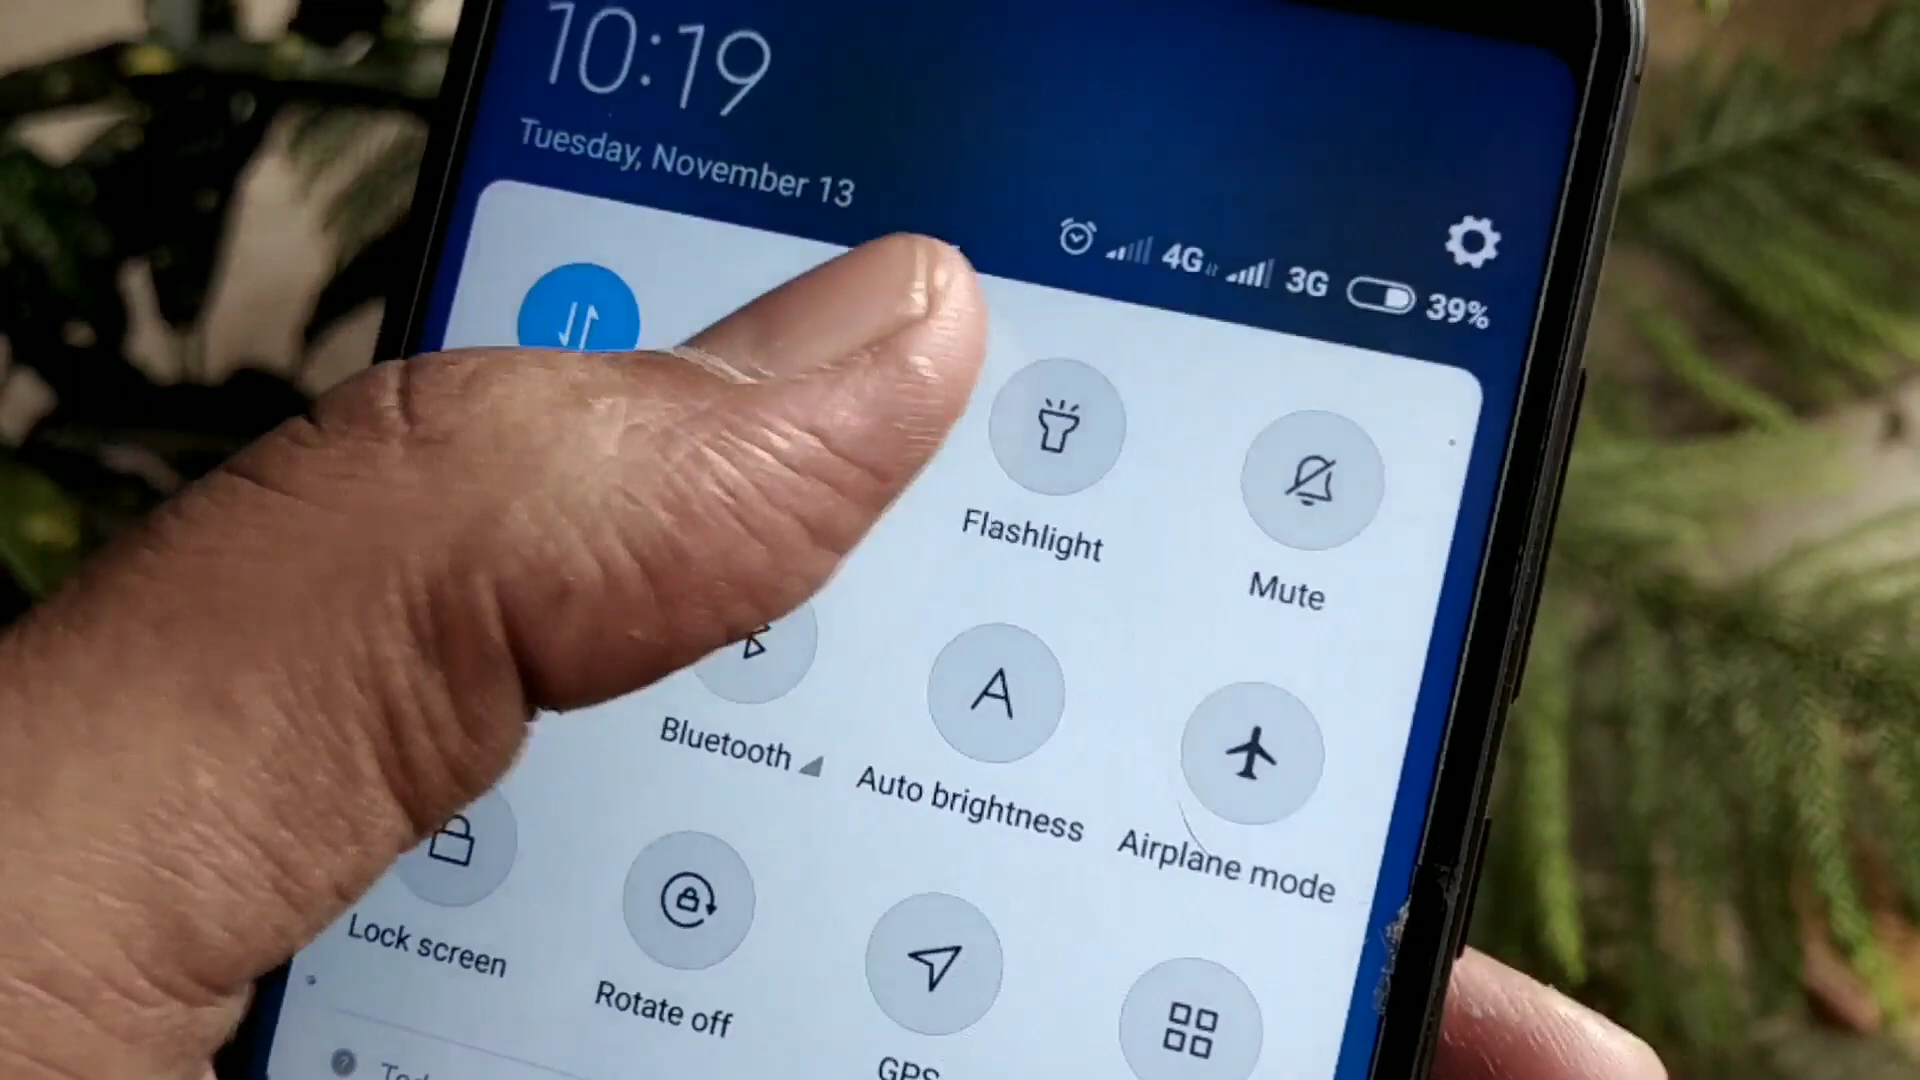 10:19
Tuesday, November 13
4G 3G 39%
Flashlight
Mute
Bluetooth
A
Auto brightness
Airplane mode
Lock screen
Rotate off
GPS
?